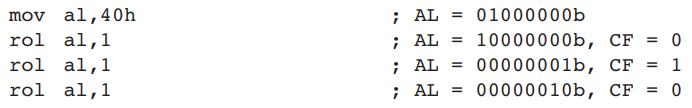 mov al,40h ; AL = 01000000b
rol al,1 ; AL = 10000000b, CF = 0
rol al,1 ; AL = 00000001b, CF = 1
rol al,1 ; AL = 00000010b, CF = 0